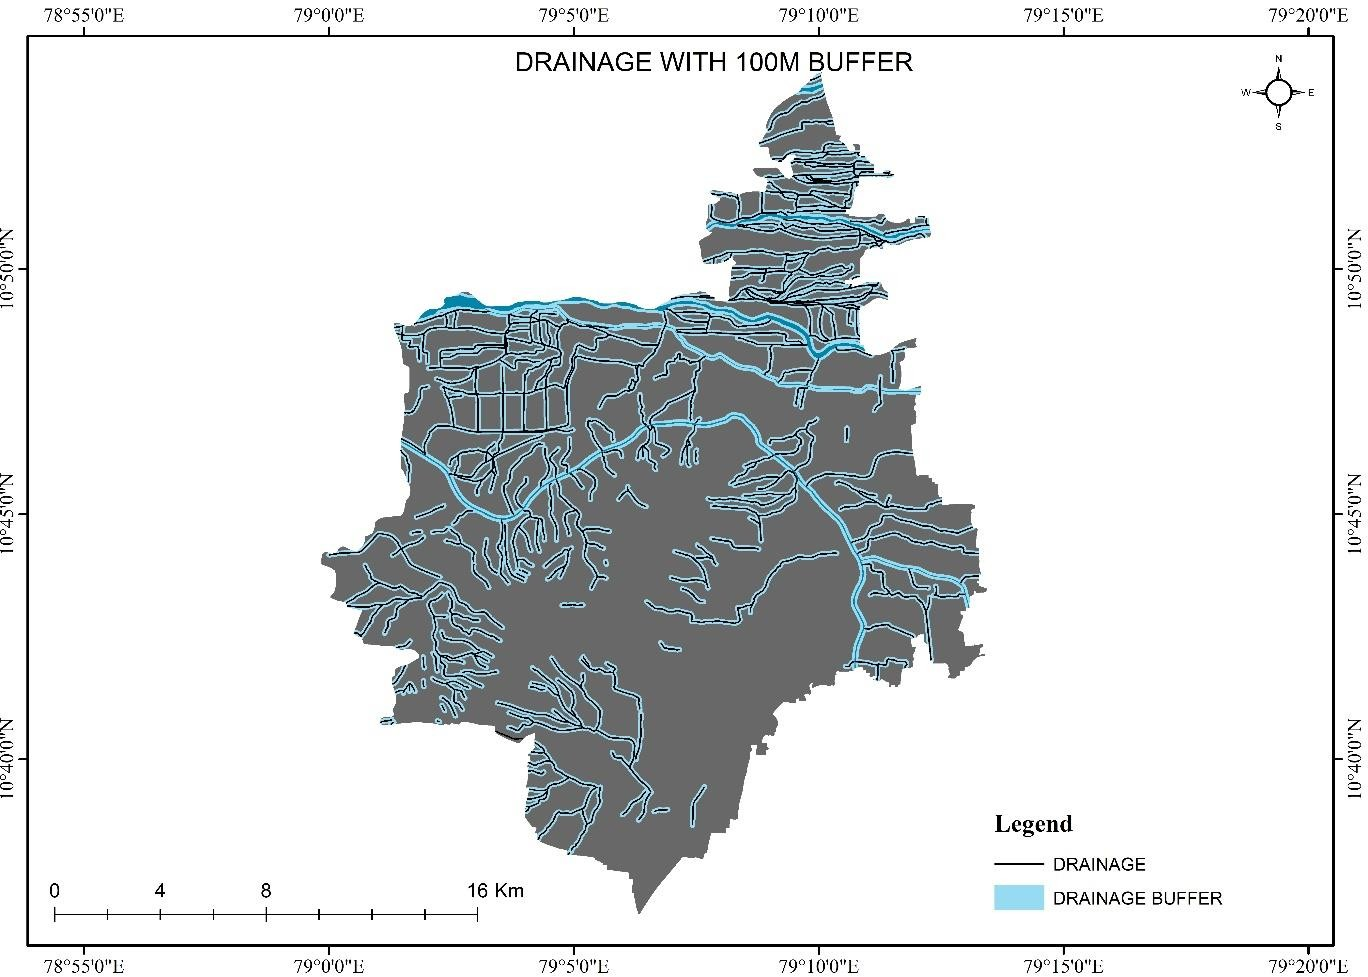 78°55'0"E 79°0'0"E 79°5'0"E 79°10'0"E 79°15'0"E 79°20'0"E
DRAINAGE WITH 100M BUFFER
N
W E
S
10°50'0"N 10°50'0"N
10°45'0"N 10°45'0"N
10°40'0"N 10°40'0"N
Legend
DRAINAGE
DRAINAGE BUFFER
0 4 8 16 Km
78°55'0"E 79°0'0"E 79°5'0"E 79°10'0"E 79°15'0"E 79°20'0"E